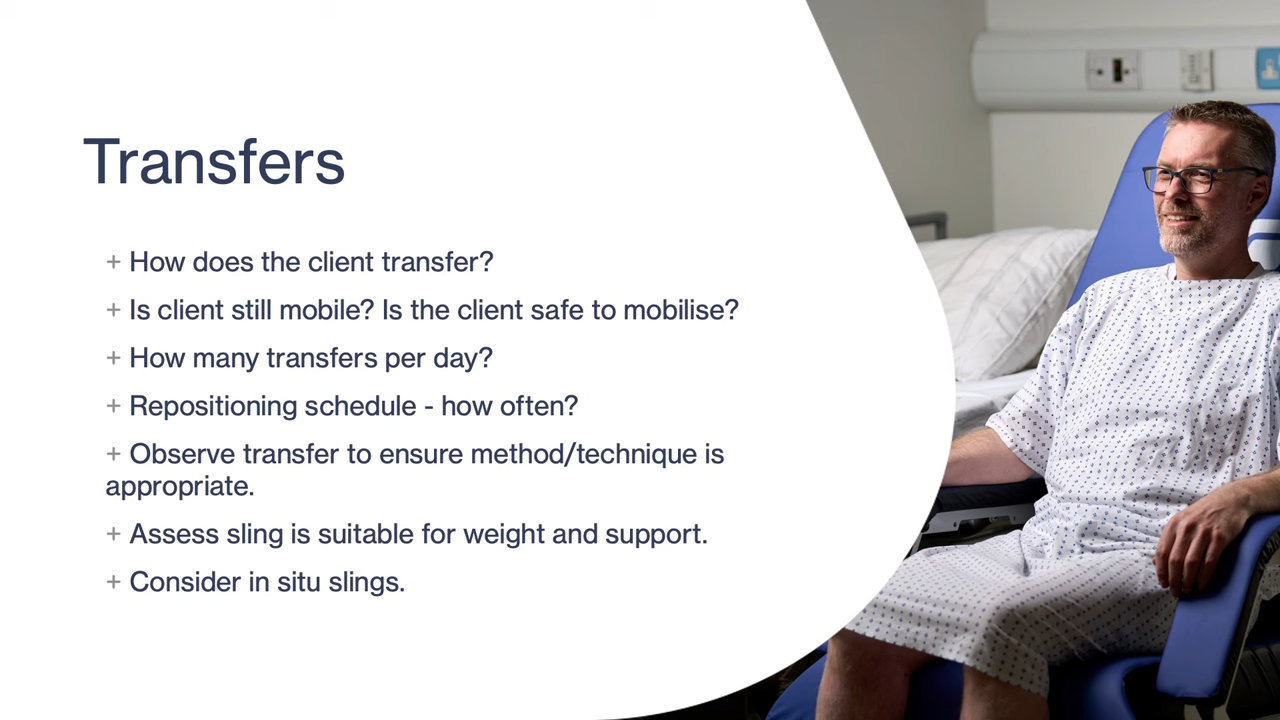 Transfers
+ How does the client transfer?
+ Is client still mobile? Is the client safe to mobilise?
+ How many transfers per day?
+ Repositioning schedule - how often?
+ Observe transfer to ensure method/technique is
appropriate.
+ Assess sling is suitable for weight and support.
+ Consider in situ slings.